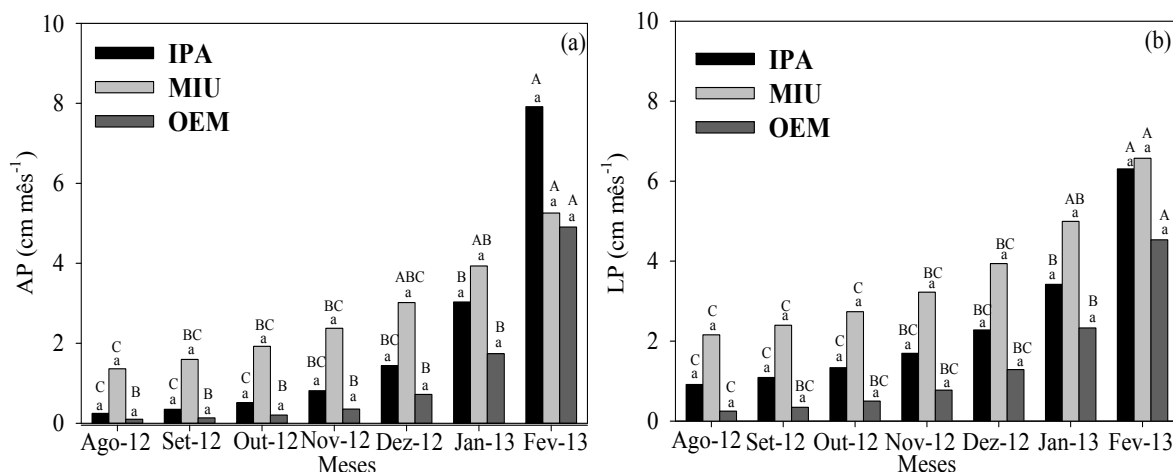 (a)
IPA
MIU
OEM
AP (cm mês-1)
10
8
6
4
2
0
C a C a B a
C a BC a B a
C a BC a B a
BC a BC a B a
BC a ABC a B a
B a AB a B a
A a A a A a
Ago-12 Set-12 Out-12 Nov-12 Dez-12 Jan-13 Fev-13
Meses
(b)
IPA
MIU
OEM
LP (cm mês-1)
10
8
6
4
2
0
C a C a C a
C a C a BC a
C a C a BC a
BC a BC a BC a
BC a BC a BC a
B a AB a B a
A a A a A a
Ago-12 Set-12 Out-12 Nov-12 Dez-12 Jan-13 Fev-13
Meses